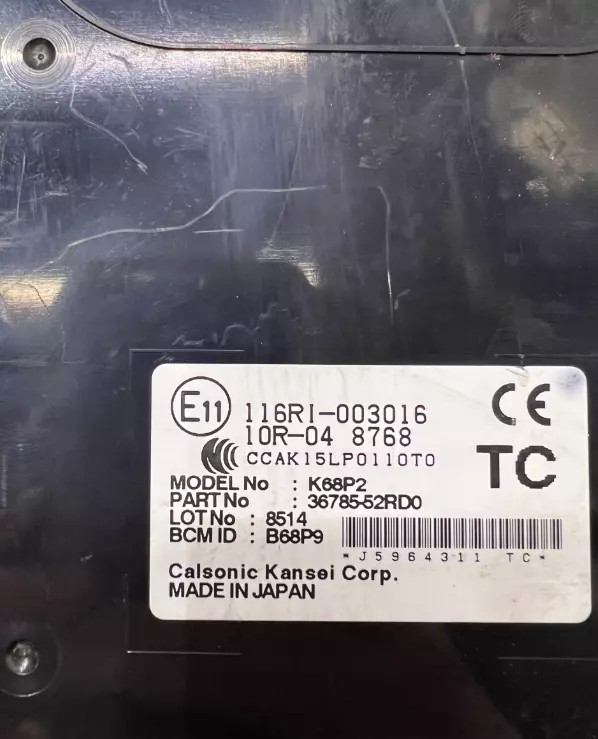 E11 116RI-003016 CE
10R-04 8768
CCAK15LP0110T0 TC
MODEL No : K68P2
PART No : 36785-52RD0
LOT No : 8514
BCM ID : B68P9
*J5964311 TC*
Calsonic Kansei Corp.
MADE IN JAPAN